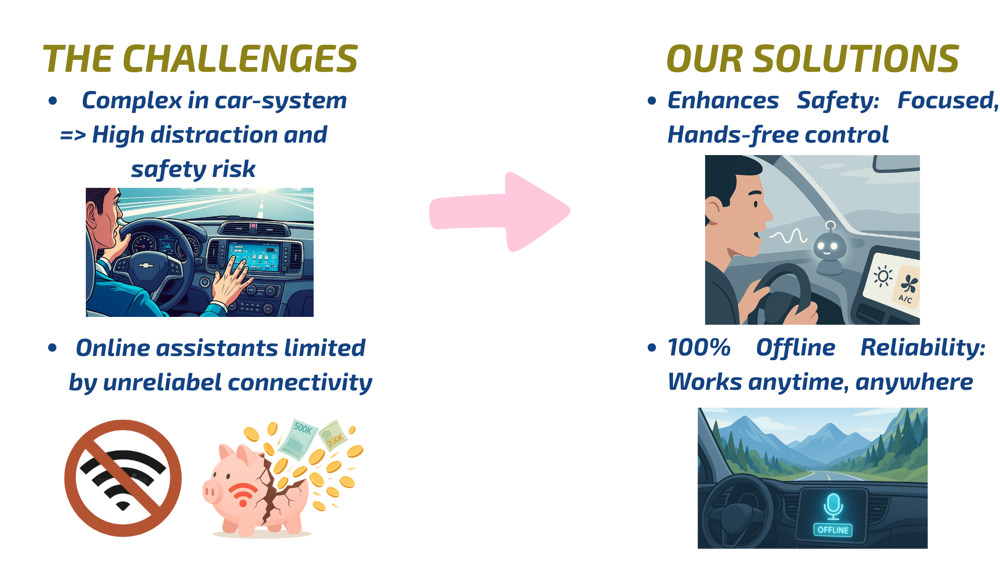 THE CHALLENGES
• Complex in car-system
=> High distraction and
safety risk
• Online assistants limited
by unreliabel connectivity
500K
200K
OUR SOLUTIONS
• Enhances Safety: Focused,
Hands-free control
A/C
• 100% Offline Reliability:
Works anytime, anywhere
OFFLINE